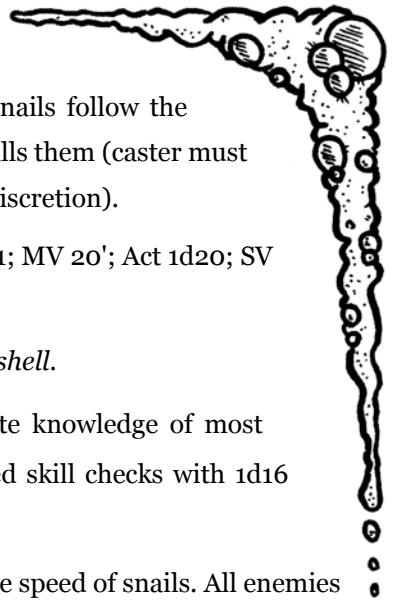 nails follow the
lls them (caster must
iscretion).
1; MV 20'; Act 1d20; SV
shell.
te knowledge of most
ed skill checks with 1d16
e speed of snails. All enemies